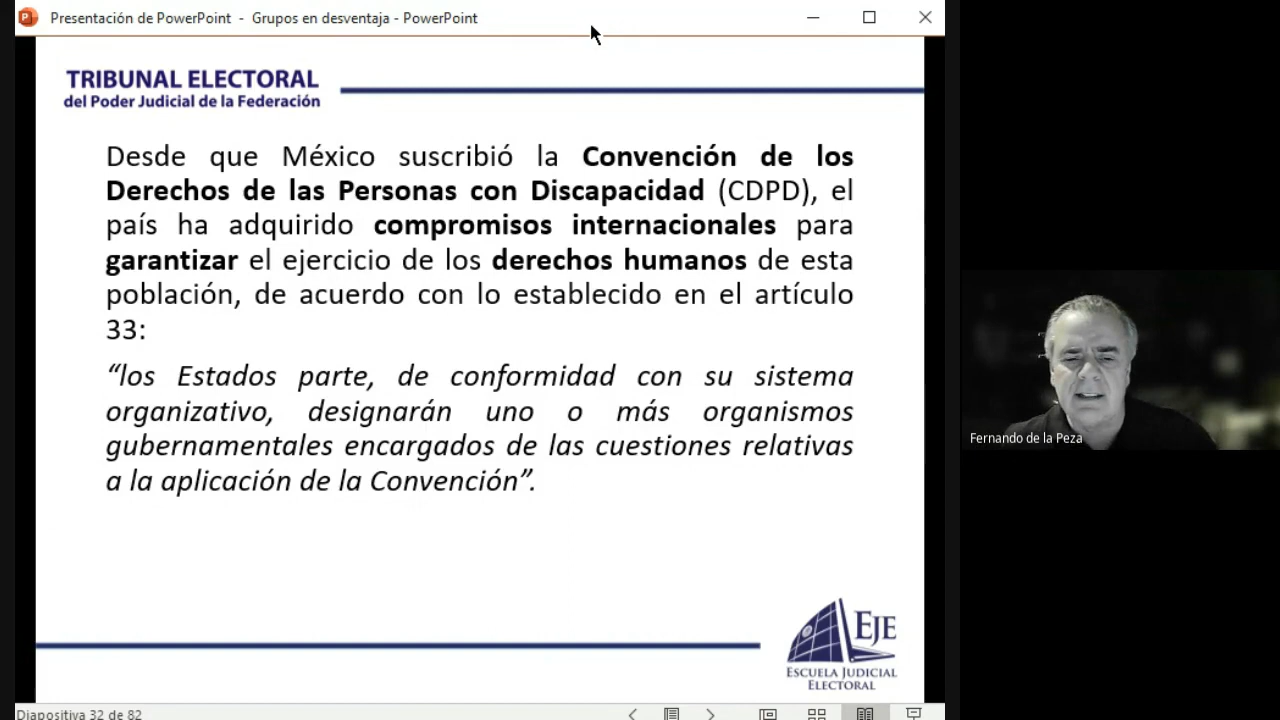 Presentación de PowerPoint - Grupos en desventaja - PowerPoint
TRIBUNAL ELECTORAL
del Poder Judicial de la Federación
Desde que México suscribió la Convención de los
Derechos de las Personas con Discapacidad (CDPD), el
país ha adquirido compromisos internacionales para
garantizar el ejercicio de los derechos humanos de esta
población, de acuerdo con lo establecido en el artículo
33:
“los Estados parte, de conformidad con su sistema
organizativo, designarán uno o más organismos
gubernamentales encargados de las cuestiones relativas
a la aplicación de la Convención”.
Fernando de la Peza
EJE
ESCUELA JUDICIAL
ELECTORAL
Diapositiva 32 de 82